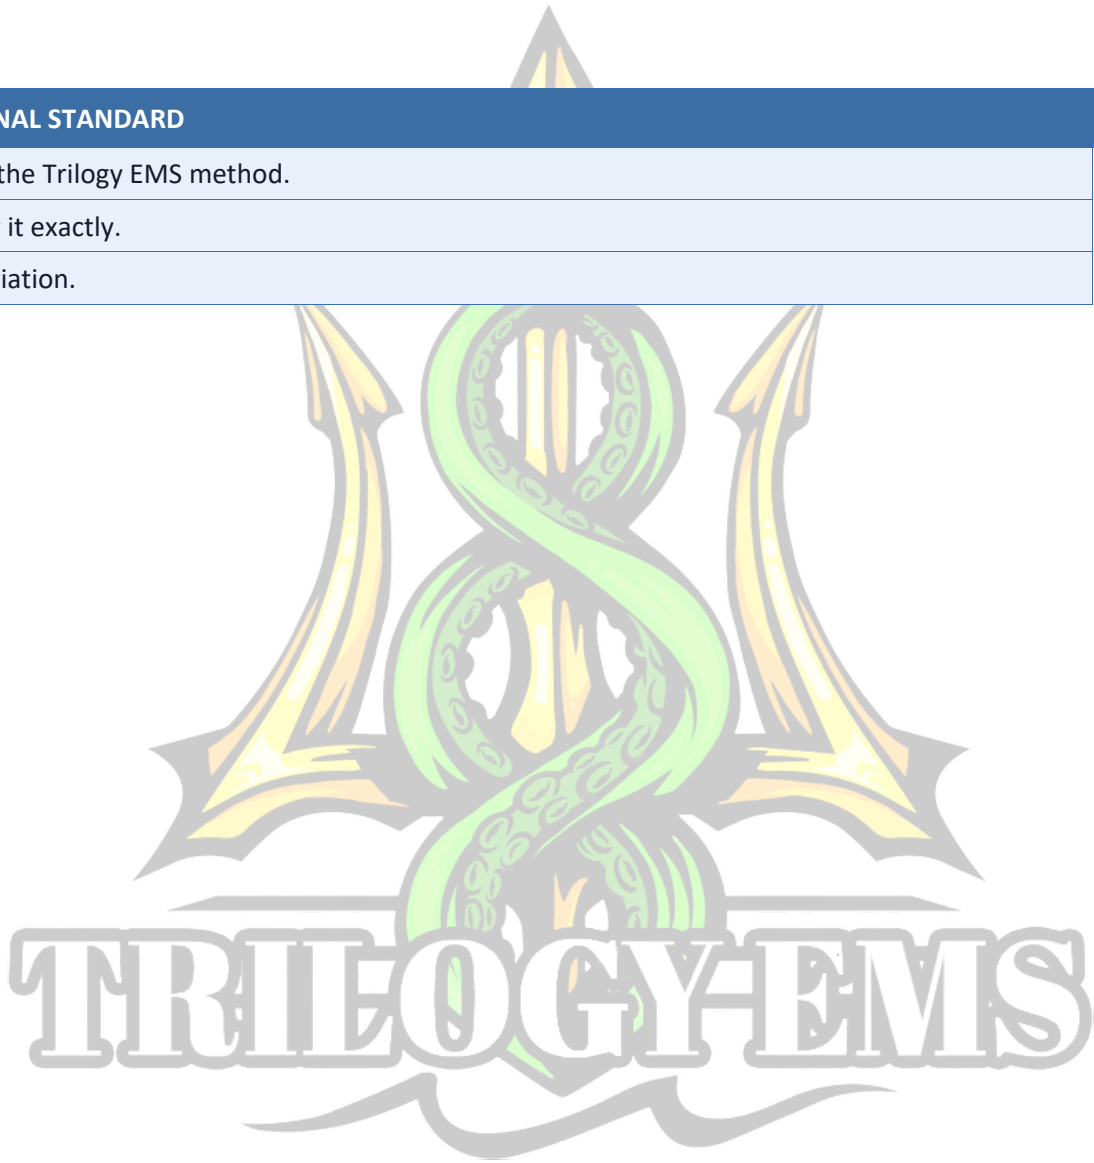 NAL STANDARD
the Trilogy EMS method.
it exactly.
iation.
TRILOGY EMS